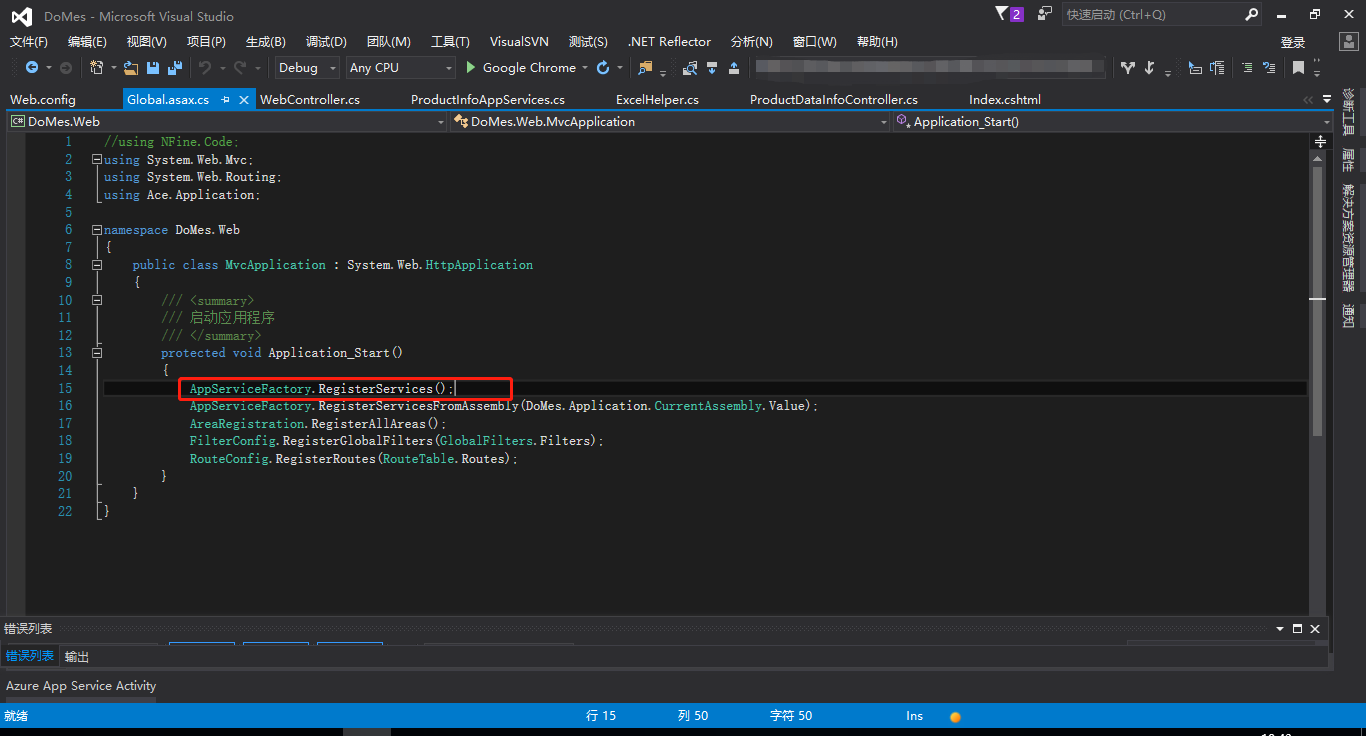 DoMes - Microsoft Visual Studio
2
快速启动 (Ctrl+Q)
文件(F) 编辑(E) 视图(V) 项目(P) 生成(B) 调试(D) 团队(M) 工具(T) VisualSVN 测试(S) .NET Reflector 分析(N) 窗口(W) 帮助(H) 登录
Debug Any CPU Google Chrome
Web.config Global.asax.cs WebController.cs ProductInfoAppServices.cs ExcelHelper.cs ProductDataInfoController.cs Index.cshtml
DoMes.Web DoMes.Web.MvcApplication Application_Start()
1 //using NFine.Code;
2 using System.Web.Mvc;
3 using System.Web.Routing;
4 using Ace.Application;
5
6 namespace DoMes.Web
7 {
8 public class MvcApplication : System.Web.HttpApplication
9 {
10 /// <summary>
11 /// 启动应用程序
12 /// </summary>
13 protected void Application_Start()
14 {
15 AppServiceFactory.RegisterServices();
16 AppServiceFactory.RegisterServicesFromAssembly(DoMes.Application.CurrentAssembly.Value);
17 AreaRegistration.RegisterAllAreas();
18 FilterConfig.RegisterGlobalFilters(GlobalFilters.Filters);
19 RouteConfig.RegisterRoutes(RouteTable.Routes);
20 }
21 }
22 }
诊断工具
属性
解决方案资源管理器
通知
错误列表
错误列表 输出
Azure App Service Activity
就绪 行 15 列 50 字符 50 Ins